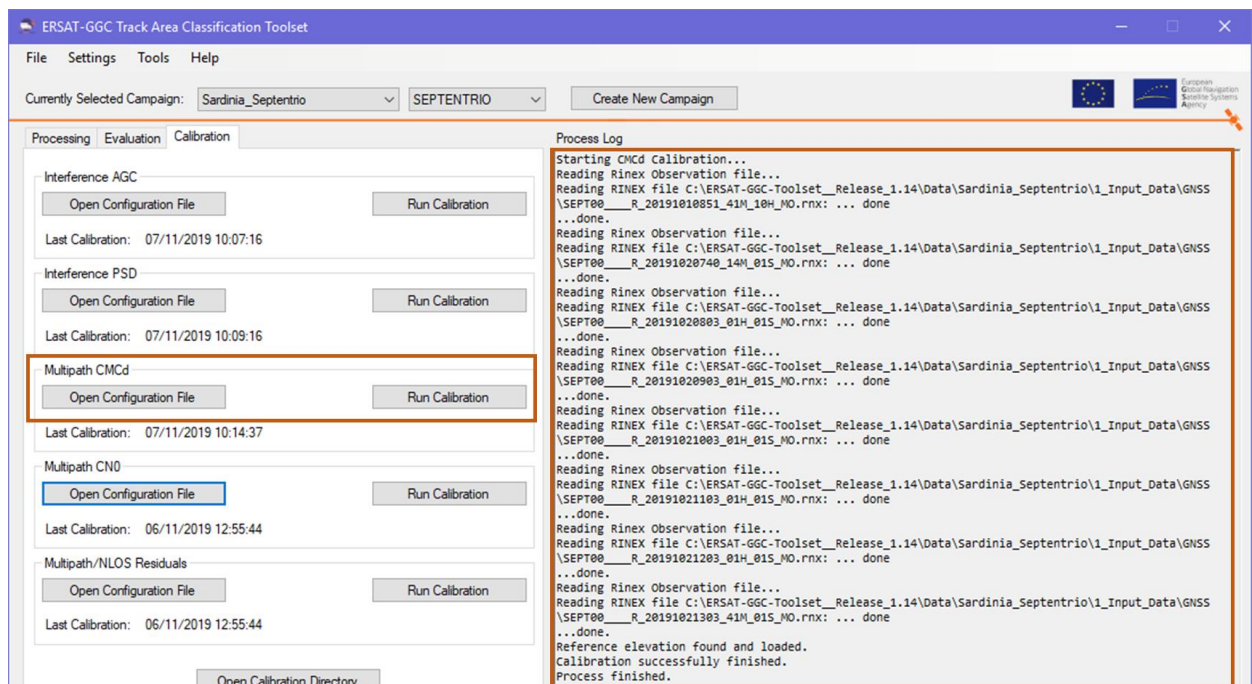 ERSAT-GGC Track Area Classification Toolset
File Settings Tools Help
Currently Selected Campaign: Sardinia_Septentrio SEPTENTRIO Create New Campaign
European
Global Navigation
Satellite Systems
Agency
Processing Evaluation Calibration
Interference AGC
Open Configuration File Run Calibration
Last Calibration: 07/11/2019 10:07:16
Interference PSD
Open Configuration File Run Calibration
Last Calibration: 07/11/2019 10:09:16
Multipath CMCd
Open Configuration File Run Calibration
Last Calibration: 07/11/2019 10:14:37
Multipath CN0
Open Configuration File Run Calibration
Last Calibration: 06/11/2019 12:55:44
Multipath/NLOS Residuals
Open Configuration File Run Calibration
Last Calibration: 06/11/2019 12:55:44
Open Calibration Directory
Process Log
Starting CMCd Calibration...
Reading Rinex Observation file...
Reading RINEX file C:\ERSAT-GGC-Toolset__Release_1.14\Data\Sardinia_Septentrio\1_Input_Data\GNSS
\SEPT00____R_20191010851_41M_10H_MO.rnx: ... done
...done.
Reading Rinex Observation file...
Reading RINEX file C:\ERSAT-GGC-Toolset__Release_1.14\Data\Sardinia_Septentrio\1_Input_Data\GNSS
\SEPT00____R_20191020740_14M_01S_MO.rnx: ... done
...done.
Reading Rinex Observation file...
Reading RINEX file C:\ERSAT-GGC-Toolset__Release_1.14\Data\Sardinia_Septentrio\1_Input_Data\GNSS
\SEPT00____R_20191020803_01H_01S_MO.rnx: ... done
...done.
Reading Rinex Observation file...
Reading RINEX file C:\ERSAT-GGC-Toolset__Release_1.14\Data\Sardinia_Septentrio\1_Input_Data\GNSS
\SEPT00____R_20191020903_01H_01S_MO.rnx: ... done
...done.
Reading Rinex Observation file...
Reading RINEX file C:\ERSAT-GGC-Toolset__Release_1.14\Data\Sardinia_Septentrio\1_Input_Data\GNSS
\SEPT00____R_20191021003_01H_01S_MO.rnx: ... done
...done.
Reading Rinex Observation file...
Reading RINEX file C:\ERSAT-GGC-Toolset__Release_1.14\Data\Sardinia_Septentrio\1_Input_Data\GNSS
\SEPT00____R_20191021103_01H_01S_MO.rnx: ... done
...done.
Reading Rinex Observation file...
Reading RINEX file C:\ERSAT-GGC-Toolset__Release_1.14\Data\Sardinia_Septentrio\1_Input_Data\GNSS
\SEPT00____R_20191021203_01H_01S_MO.rnx: ... done
...done.
Reading Rinex Observation file...
Reading RINEX file C:\ERSAT-GGC-Toolset__Release_1.14\Data\Sardinia_Septentrio\1_Input_Data\GNSS
\SEPT00____R_20191021303_41M_01S_MO.rnx: ... done
...done.
Reference elevation found and loaded.
Calibration successfully finished.
Process finished.